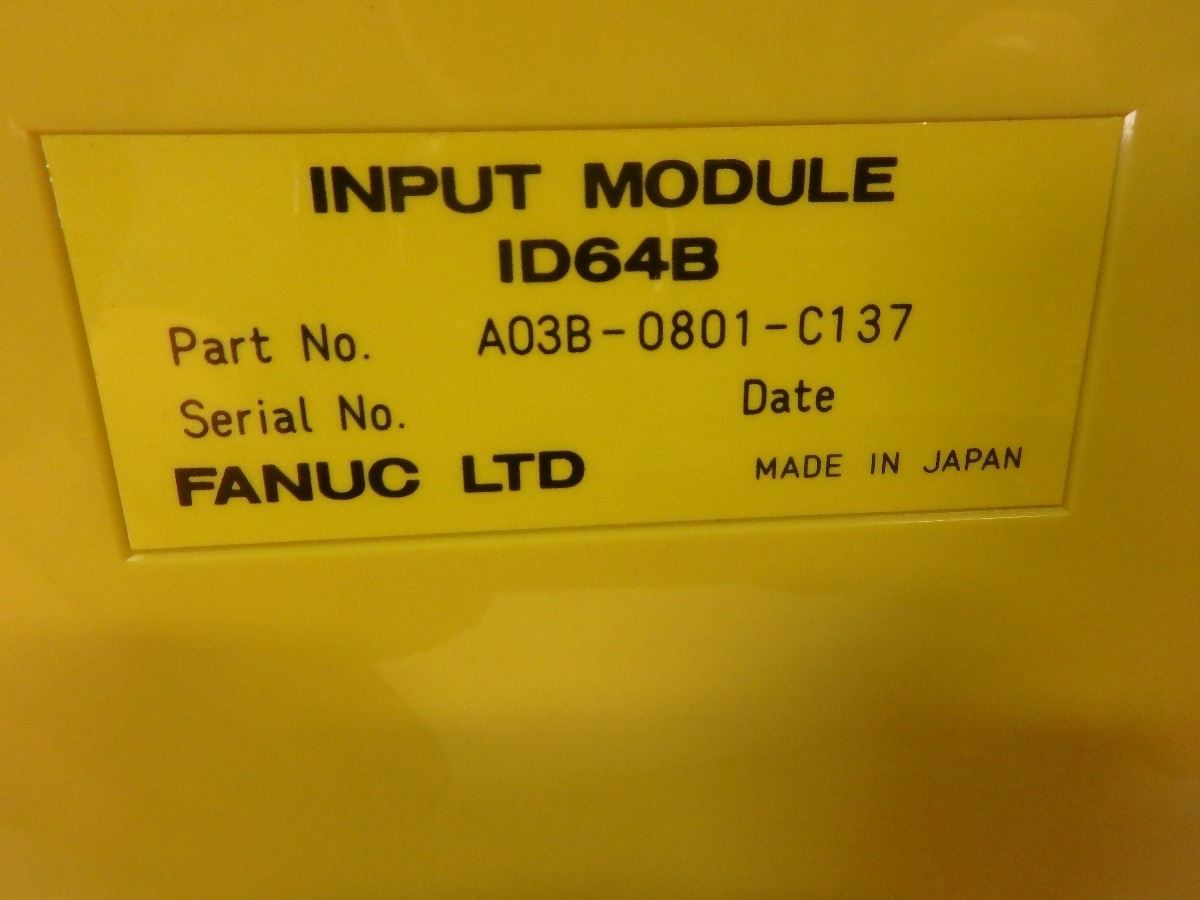 INPUT MODULE
ID64B
Part No. A03B-0801-C137
Serial No. Date
FANUC LTD MADE IN JAPAN